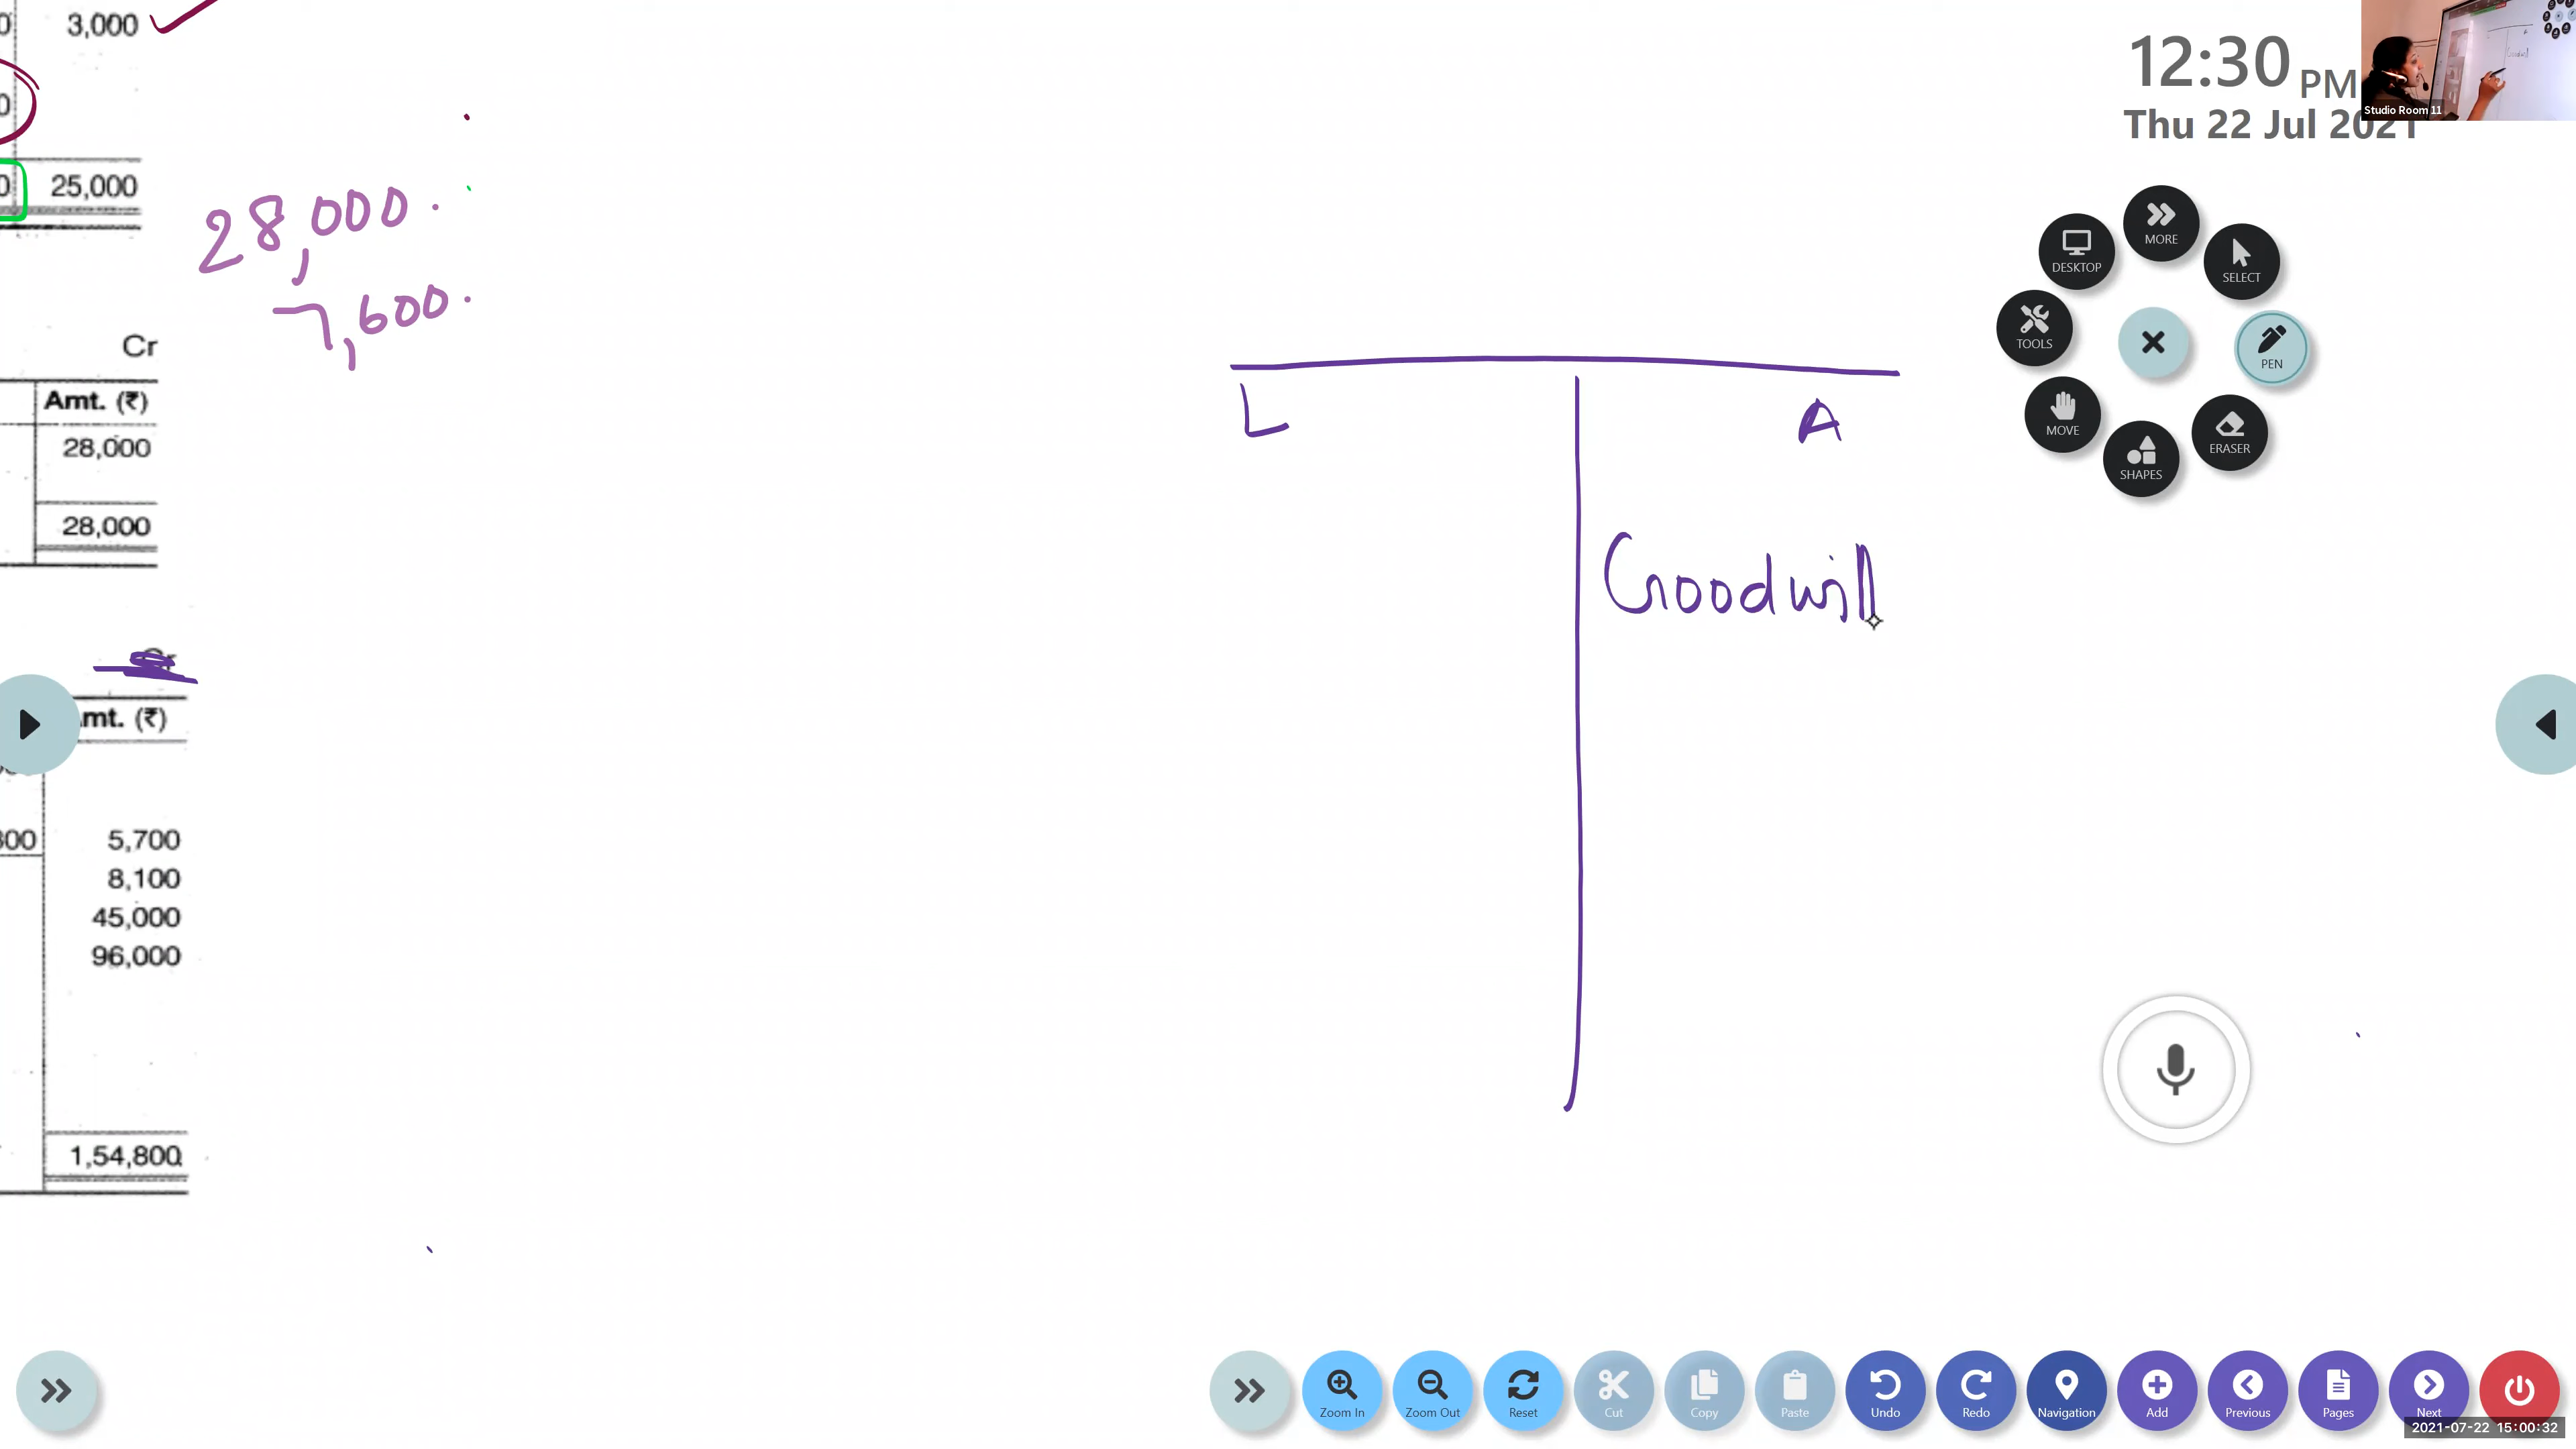 3,000
25,000
28,000.
7,600.
Cr
Amt. (₹)
28,000
28,000
mt. (₹)
300 5,700
8,100
45,000
96,000
1,54,800
L A
Goodwill
12:30 PM
Thu 22 Jul 2021
Studio Room 11
MORE
DESKTOP
SELECT
TOOLS
PEN
MOVE
ERASER
SHAPES
Zoom In Zoom Out Reset Cut Copy Paste Undo Redo Navigation Add Previous Pages Next
2021-07-22 15:00:32